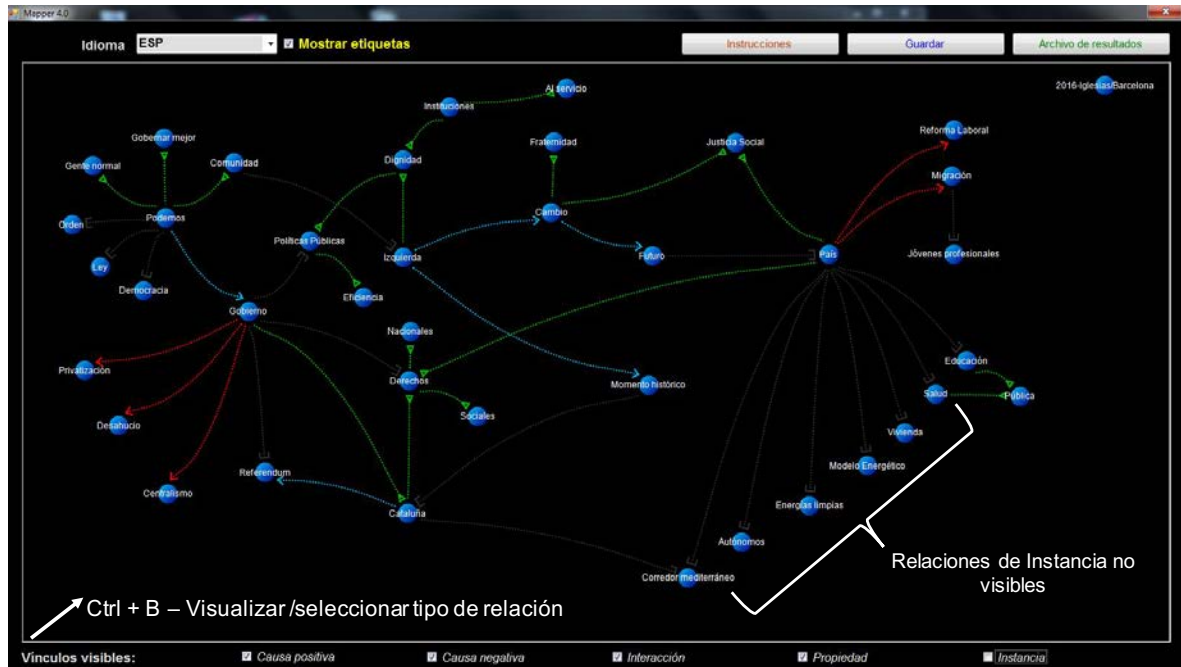 Mapper 4.0
Idioma ESP Mostrar etiquetas Instrucciones Guardar Archivo de resultados
Al servicio
2016-Iglesias/Barcelona
Instituciones
Reforma Laboral
Gobernar mejor
Fraternidad
Justicia Social
Gente normal
Comunidad
Dignidad
Migración
Cambio
Orden
Podemos
Políticas Públicas
Izquierda
Futuro
País
Jóvenes profesionales
Ley
Democracia
Eficiencia
Gobierno
Nacionales
Educación
Privatización
Derechos
Momento histórico
Salud
Pública
Sociales
Desahucio
Vivienda
Modelo Energético
Referendum
Centralismo
Energías limpias
Cataluña
Autónomos
Relaciones de Instancia no
visibles
Corredor mediterráneo
Ctrl + B – Visualizar /seleccionar tipo de relación
Vínculos visibles: Causa positiva Causa negativa Interacción Propiedad Instancia